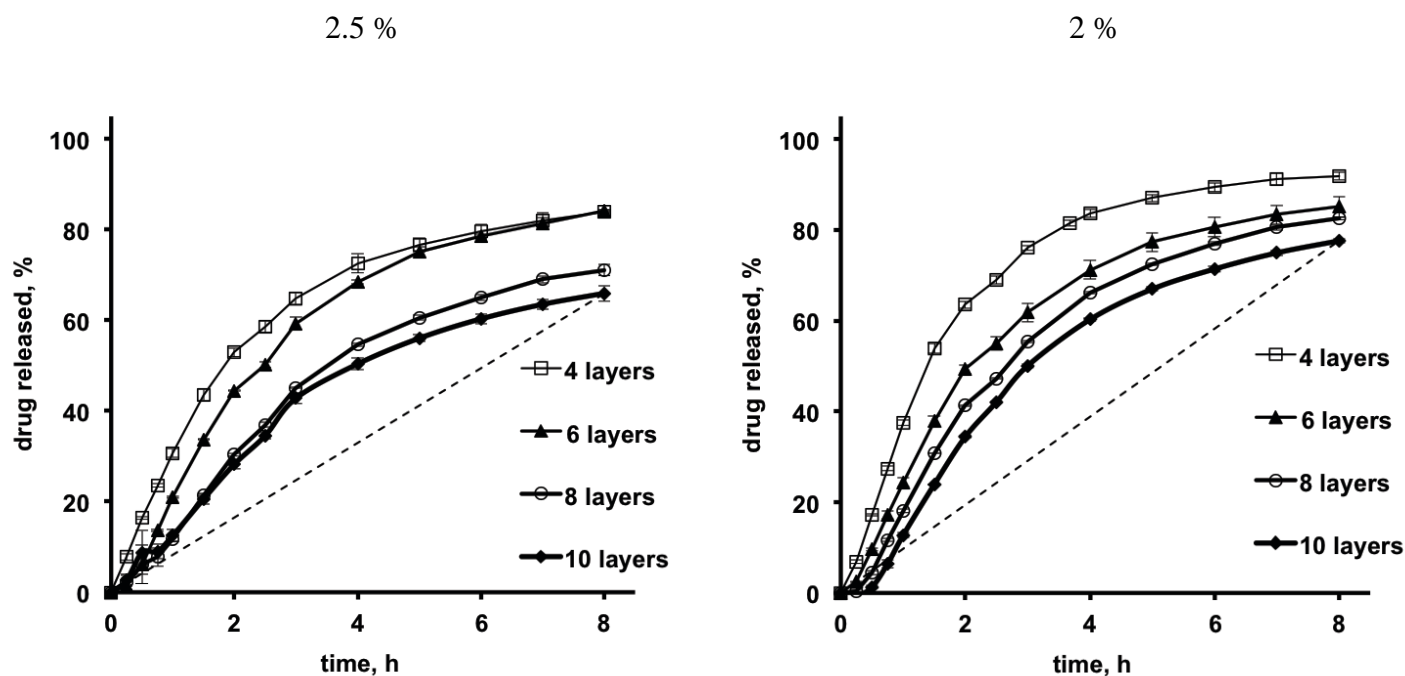 2.5 %
2 %
100
80
60
40
20
0
drug released, %
0 2 4 6 8
time, h
4 layers
6 layers
8 layers
10 layers
100
80
60
40
20
0
drug released, %
0 2 4 6 8
time, h
4 layers
6 layers
8 layers
10 layers